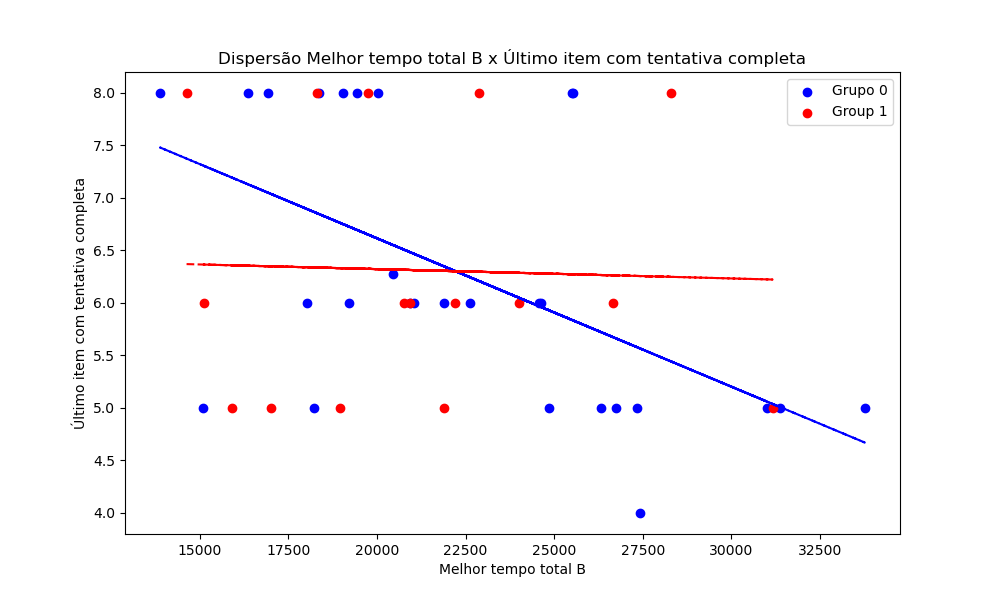 Dispersão Melhor tempo total B x Último item com tentativa completa
Grupo 0
Group 1
Último item com tentativa completa
8.0
7.5
7.0
6.5
6.0
5.5
5.0
4.5
4.0
15000 17500 20000 22500 25000 27500 30000 32500
Melhor tempo total B